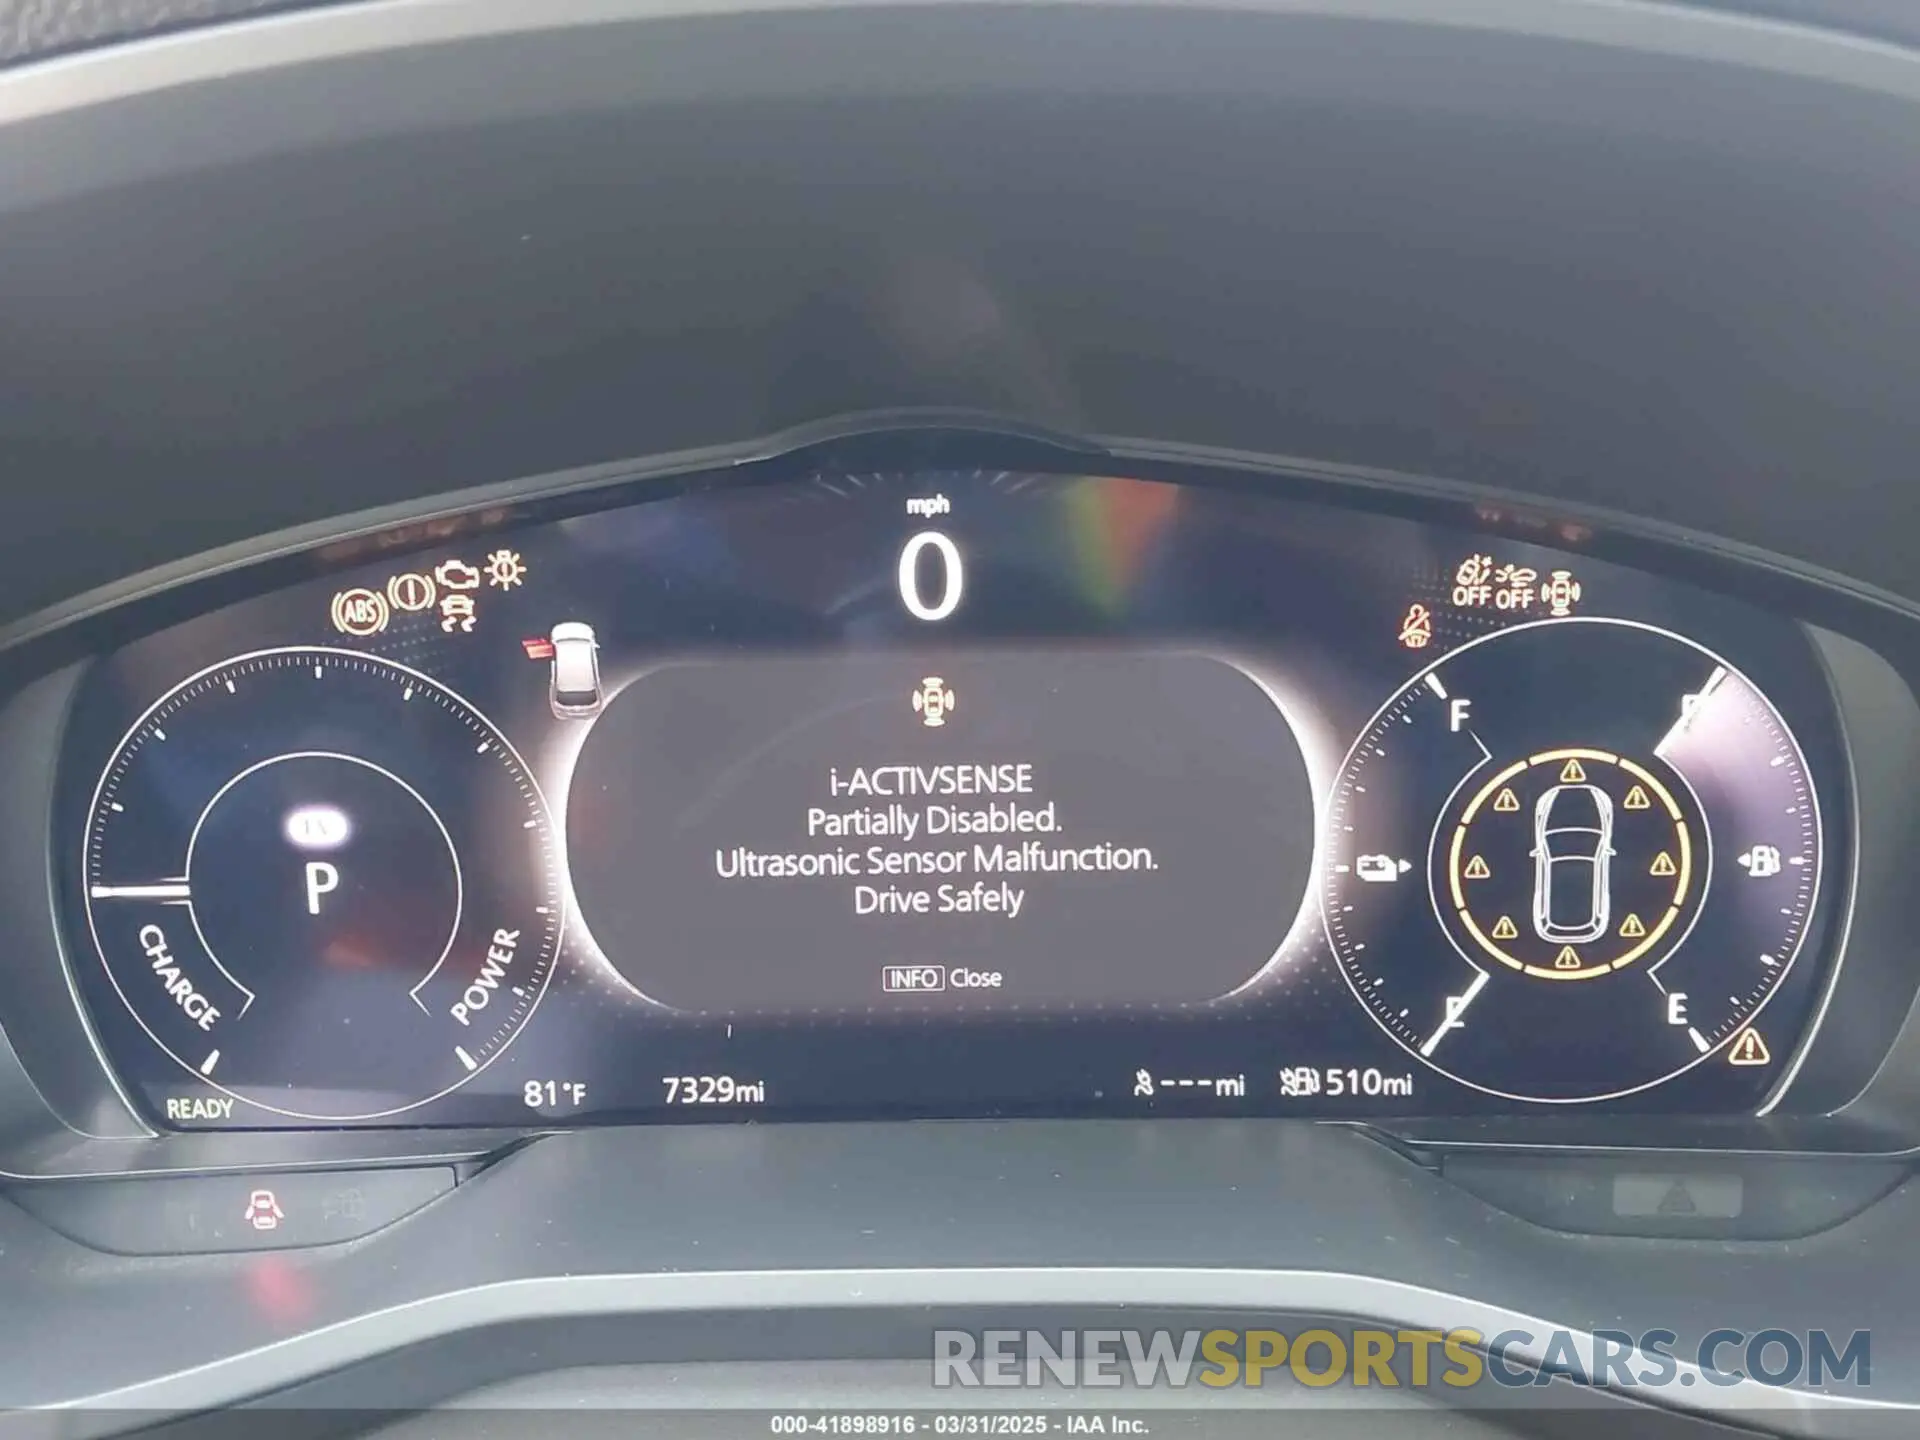 mph
0
ABS
OFF OFF
i-ACTIVSENSE
Partially Disabled.
Ultrasonic Sensor Malfunction.
Drive Safely
INFO Close
P
CHARGE
POWER
F
F
E
E
READY
81°F
7329mi
---mi
510mi
RENEWSPORTSCARS.COM
000-41898916 - 03/31/2025 - IAA Inc.